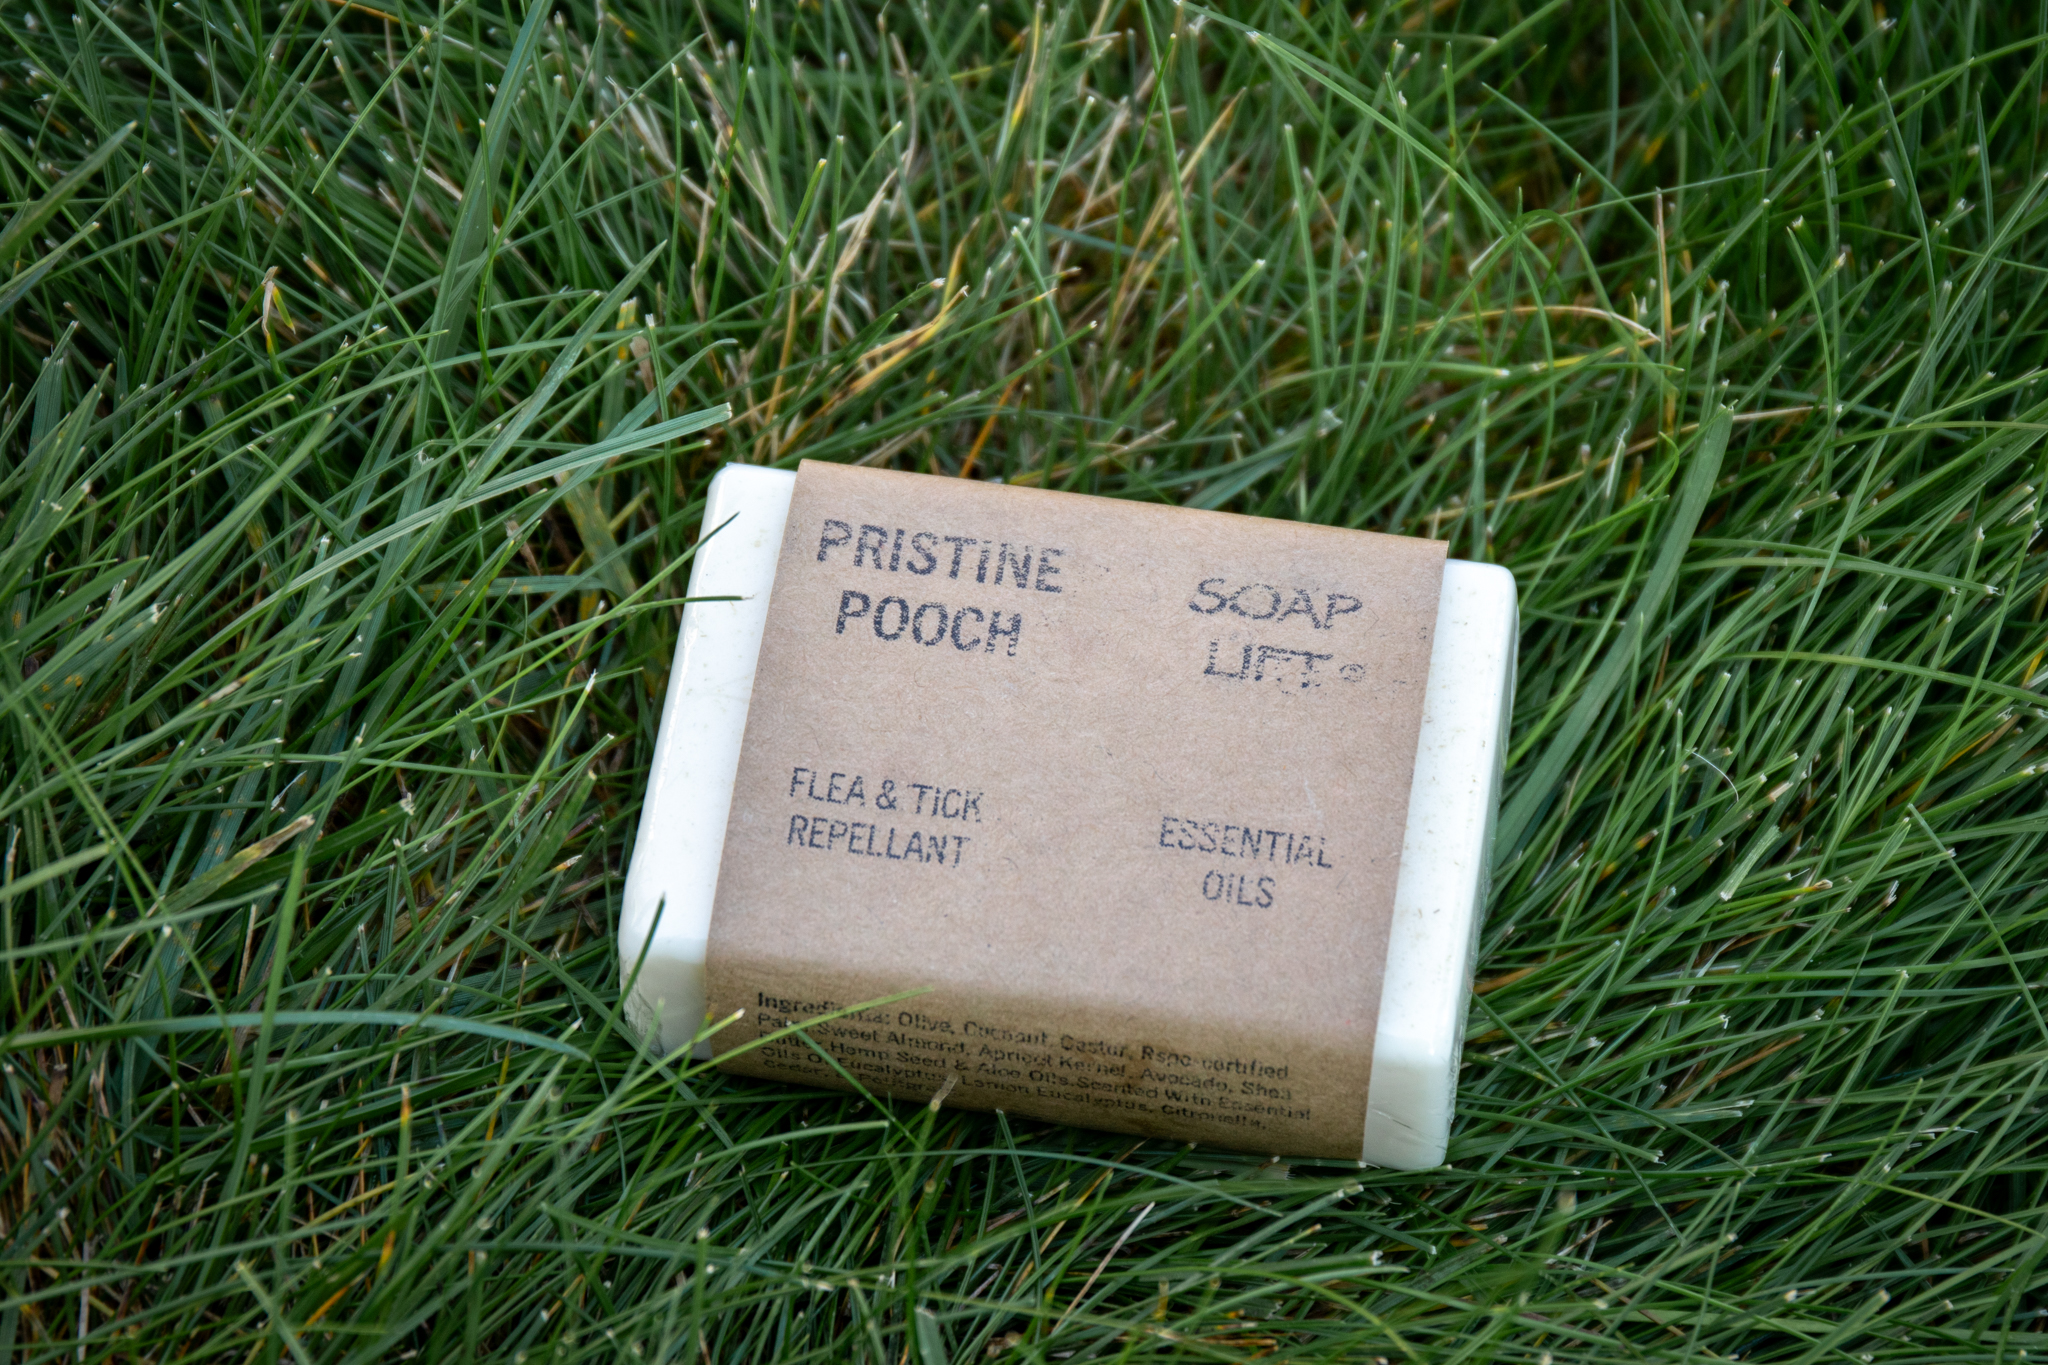 PRISTINE
POOCH
SOAP
LIFT
FLEA & TICK
REPELLANT
ESSENTIAL
OILS
Ingredients: Olive, Coconut, Castor, Rspo-certified
Palm, Sweet Almond, Apricot Kernel, Avocado, Shea
Butter, Hemp Seed & Aloe Oils. Scented With Essential
Oils Of Eucalyptus, Lemon Eucalyptus, Citronella,